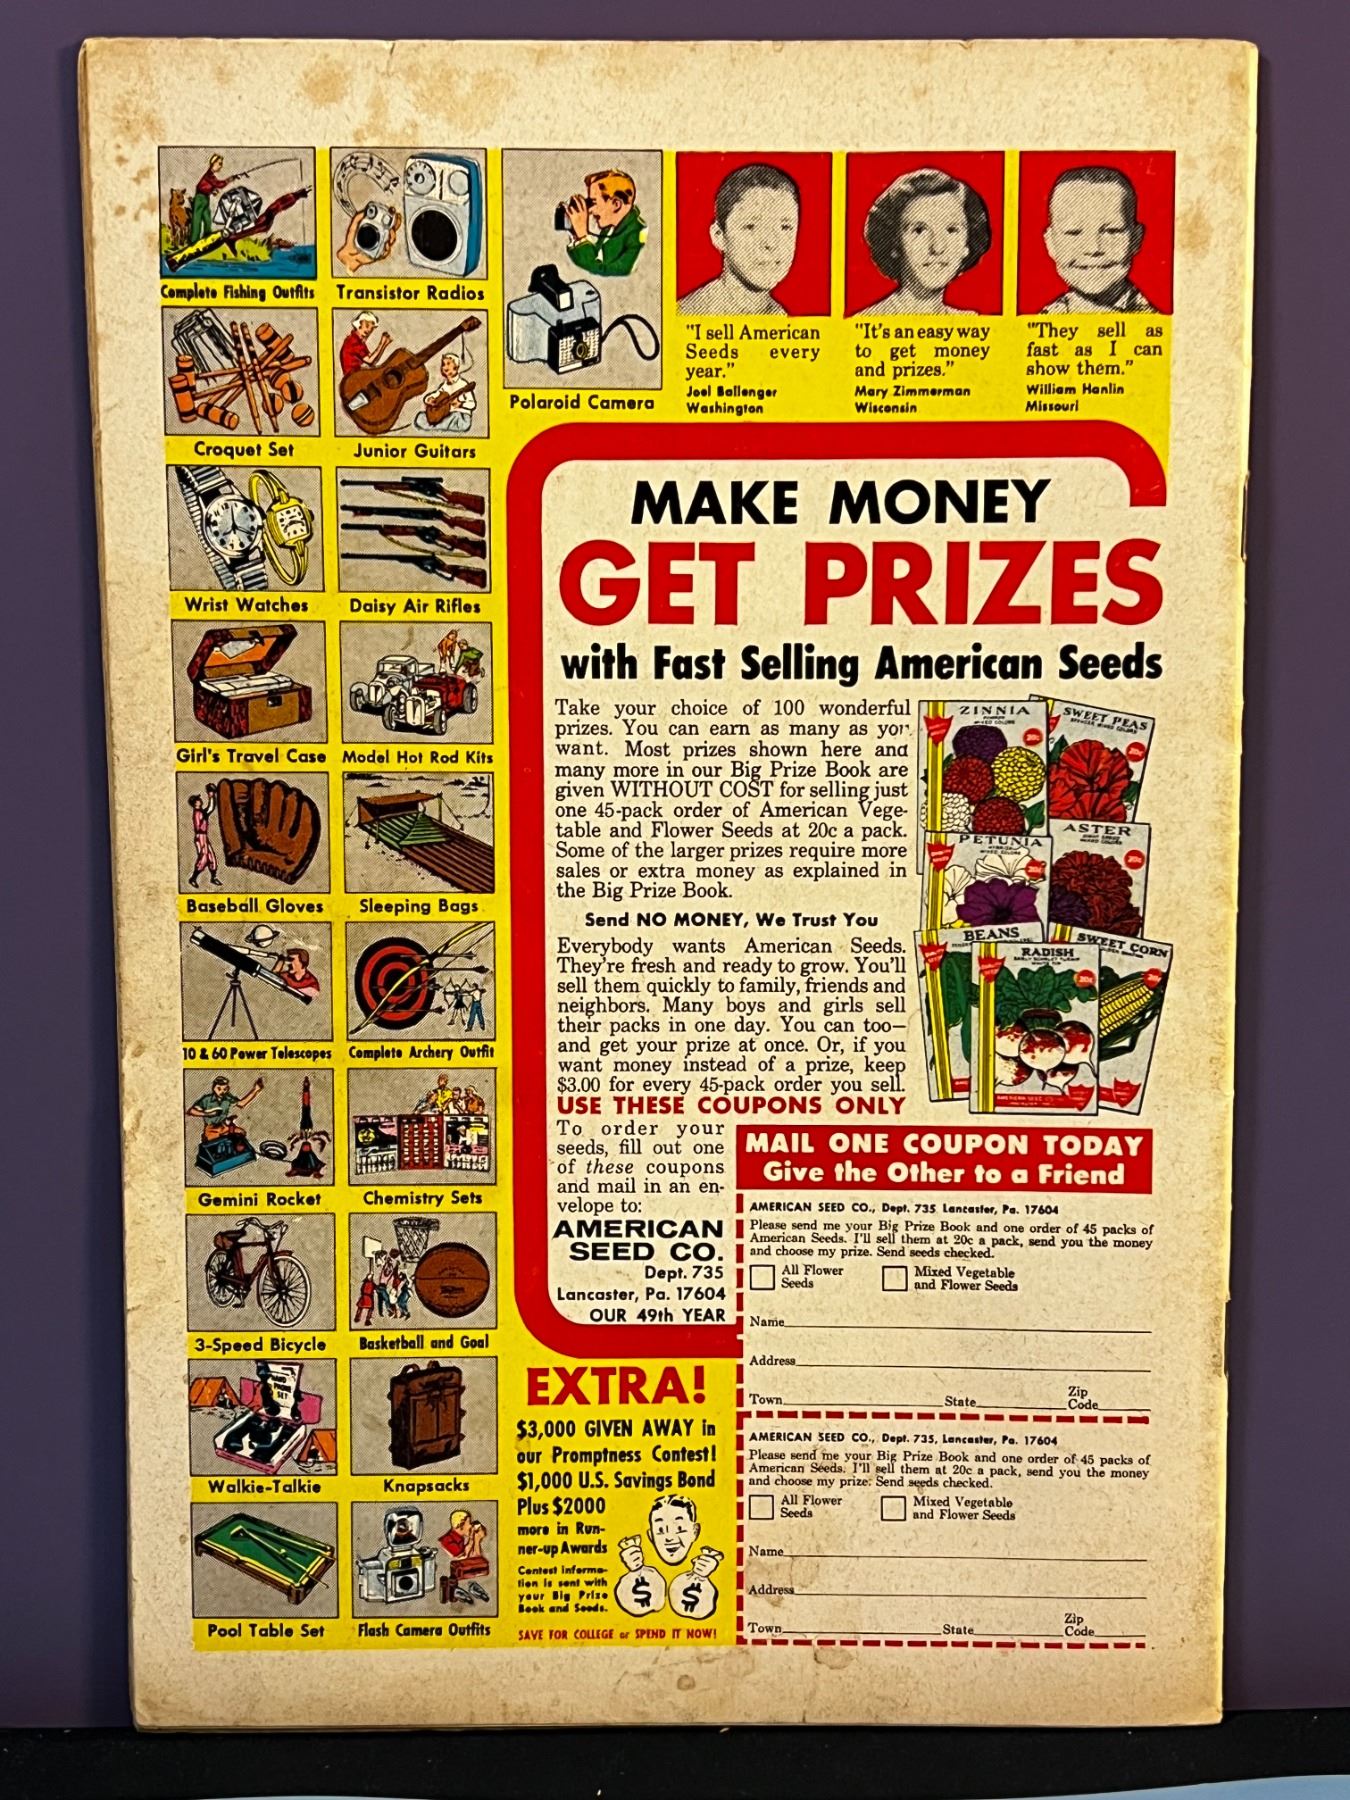 Complete Fishing Outfits
Transistor Radios
Croquet Set
Junior Guitars
Polaroid Camera
Wrist Watches
Daisy Air Rifles
Girl's Travel Case
Model Hot Rod Kits
Baseball Gloves
Sleeping Bags
10 & 60 Power Telescopes
Complete Archery Outfit
Gemini Rocket
Chemistry Sets
3-Speed Bicycle
Basketball and Goal
Walkie-Talkie
Knapsacks
Pool Table Set
Flash Camera Outfits
"I sell American
Seeds every
year."
Joel Ballenger
Washington
"It's an easy way
to get money
and prizes."
Mary Zimmerman
Wisconsin
"They sell as
fast as I can
show them."
William Hanlin
Missouri
MAKE MONEY
GET PRIZES
with Fast Selling American Seeds
Take your choice of 100 wonderful
prizes. You can earn as many as you
want. Most prizes shown here and
many more in our Big Prize Book are
given WITHOUT COST for selling just
one 45-pack order of American Vege-
table and Flower Seeds at 20c a pack.
Some of the larger prizes require more
sales or extra money as explained in
the Big Prize Book.
Send NO MONEY, We Trust You
Everybody wants American Seeds.
They're fresh and ready to grow. You'll
sell them quickly to family, friends and
neighbors. Many boys and girls sell
their packs in one day. You can too—
and get your prize at once. Or, if you
want money instead of a prize, keep
$3.00 for every 45-pack order you sell.
USE THESE COUPONS ONLY
To order your
seeds, fill out one
of these coupons
and mail in an en-
velope to:
AMERICAN
SEED CO.
Dept. 735
Lancaster, Pa. 17604
OUR 49th YEAR
ZINNIA
MIXED COLORS
20c
SWEET PEAS
20c
PETUNIA
MIXED COLORS
20c
ASTER
MIXED COLORS
20c
BEANS
RADISH
20c
SWEET CORN
20c
EXTRA!
$3,000 GIVEN AWAY in
our Promptness Contest!
$1,000 U.S. Savings Bond
Plus $2000
more in Run-
ner-up Awards
Contest informa-
tion is sent with
your Big Prize
Book and Seeds.
$ $
SAVE FOR COLLEGE or SPEND IT NOW!
MAIL ONE COUPON TODAY
Give the Other to a Friend
AMERICAN SEED CO., Dept. 735, Lancaster, Pa. 17604
Please send me your Big Prize Book and one order of 45 packs of
American Seeds. I'll sell them at 20c a pack, send you the money
and choose my prize. Send seeds checked.
All Flower
Seeds
Mixed Vegetable
and Flower Seeds
Name
Address
Town State Zip
Code
AMERICAN SEED CO., Dept. 735, Lancaster, Pa. 17604
Please send me your Big Prize Book and one order of 45 packs of
American Seeds. I'll sell them at 20c a pack, send you the money
and choose my prize. Send seeds checked.
All Flower
Seeds
Mixed Vegetable
and Flower Seeds
Name
Address
Town State Zip
Code